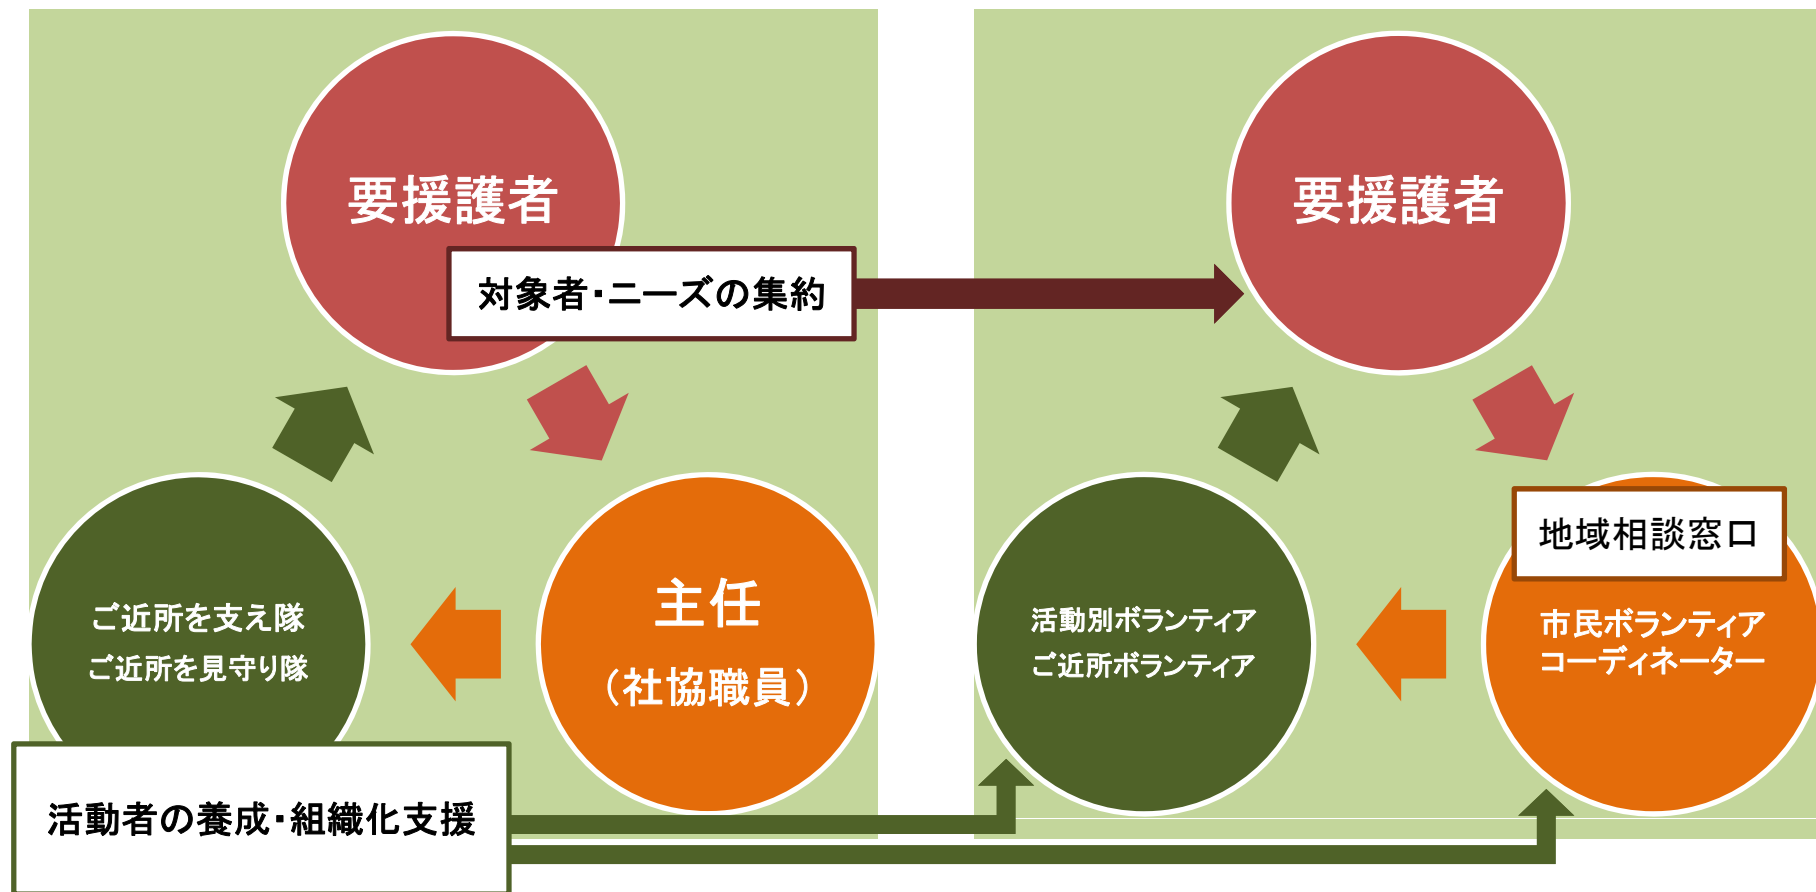 要援護者
対象者・ニーズの集約
ご近所を支え隊
ご近所を見守り隊
主任
（社協職員）
活動者の養成・組織化支援
要援護者
地域相談窓口
市民ボランティア
コーディネーター
活動別ボランティア
ご近所ボランティア